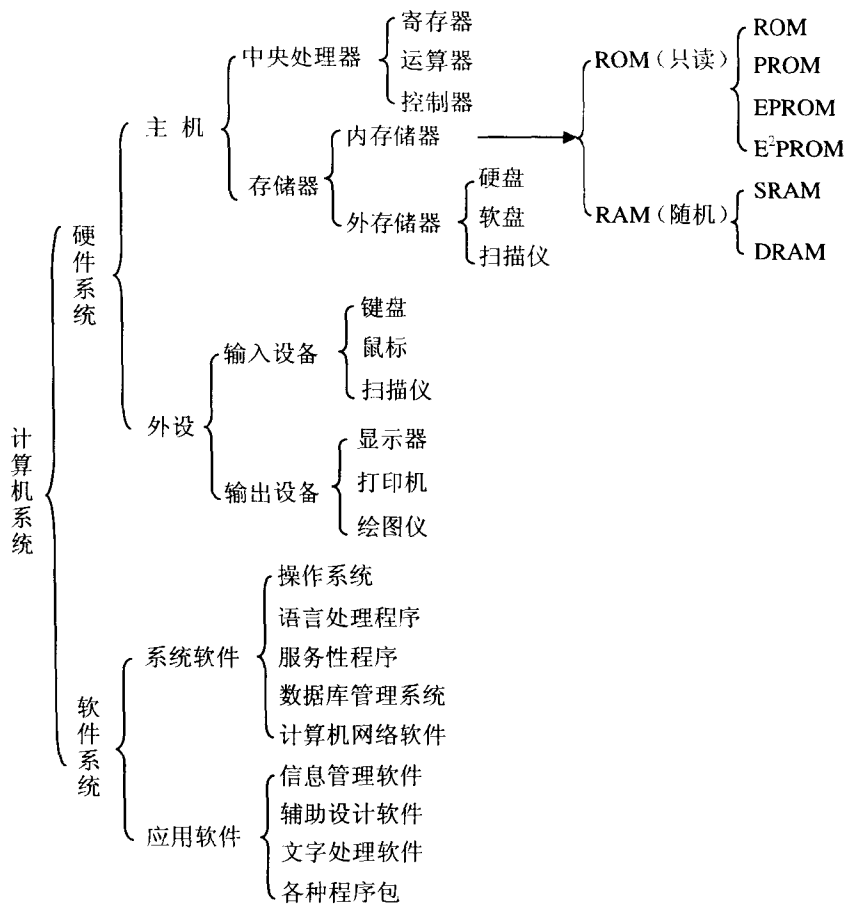 计算机系统
硬件系统
主 机
中央处理器
寄存器
运算器
控制器
存储器
内存储器
ROM（只读）
ROM
PROM
EPROM
E²PROM
RAM（随机）
SRAM
DRAM
外存储器
硬盘
软盘
扫描仪
外设
输入设备
键盘
鼠标
扫描仪
输出设备
显示器
打印机
绘图仪
软件系统
系统软件
操作系统
语言处理程序
服务性程序
数据库管理系统
计算机网络软件
应用软件
信息管理软件
辅助设计软件
文字处理软件
各种程序包